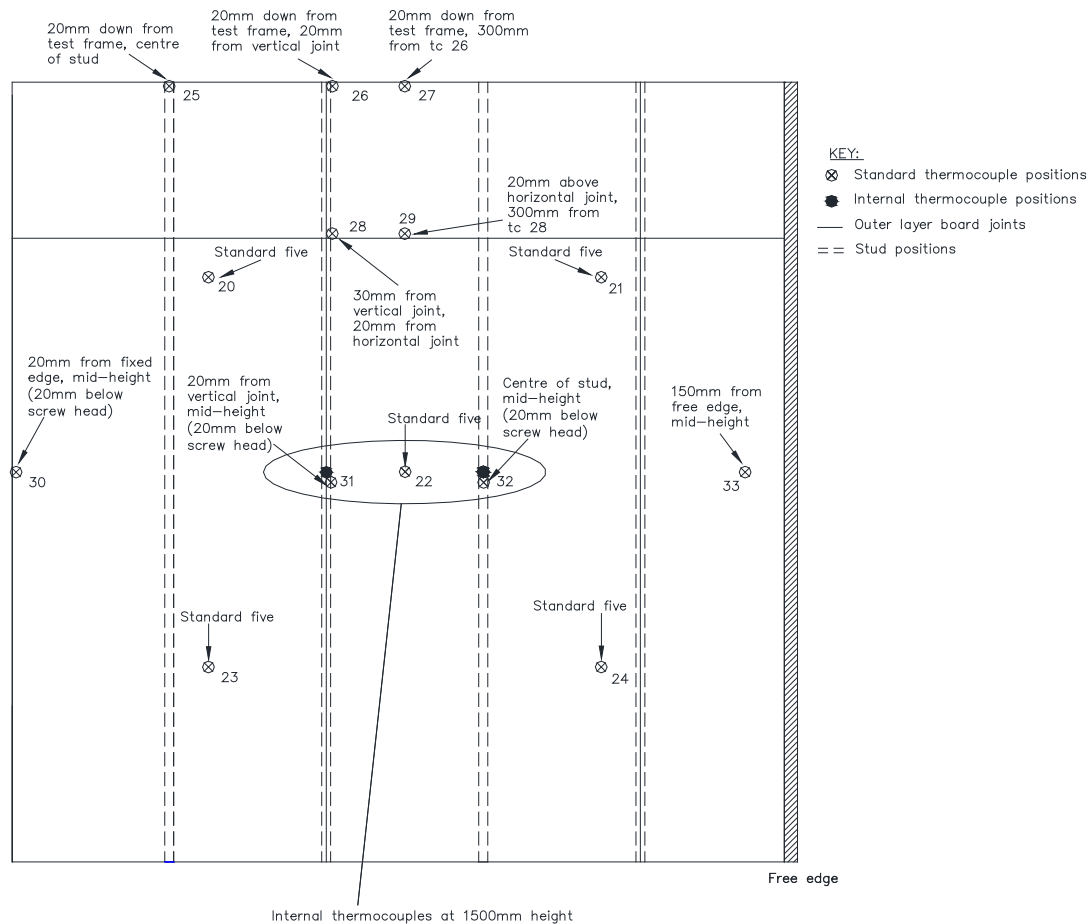 20mm down from
test frame, centre
of stud
20mm down from
test frame, 20mm
from vertical joint
20mm down from
test frame, 300mm
from tc 26
25
26
27
KEY:
Standard thermocouple positions
Internal thermocouple positions
Outer layer board joints
Stud positions
20mm above
horizontal joint,
300mm from
tc 28
28
29
Standard five
20
Standard five
21
30mm from
vertical joint,
20mm from
horizontal joint
20mm from fixed
edge, mid-height
(20mm below
screw head)
20mm from
vertical joint,
mid-height
(20mm below
screw head)
Standard five
Centre of stud,
mid-height
(20mm below
screw head)
150mm from
free edge,
mid-height
30
31
22
32
33
Standard five
23
Standard five
24
Free edge
Internal thermocouples at 1500mm height